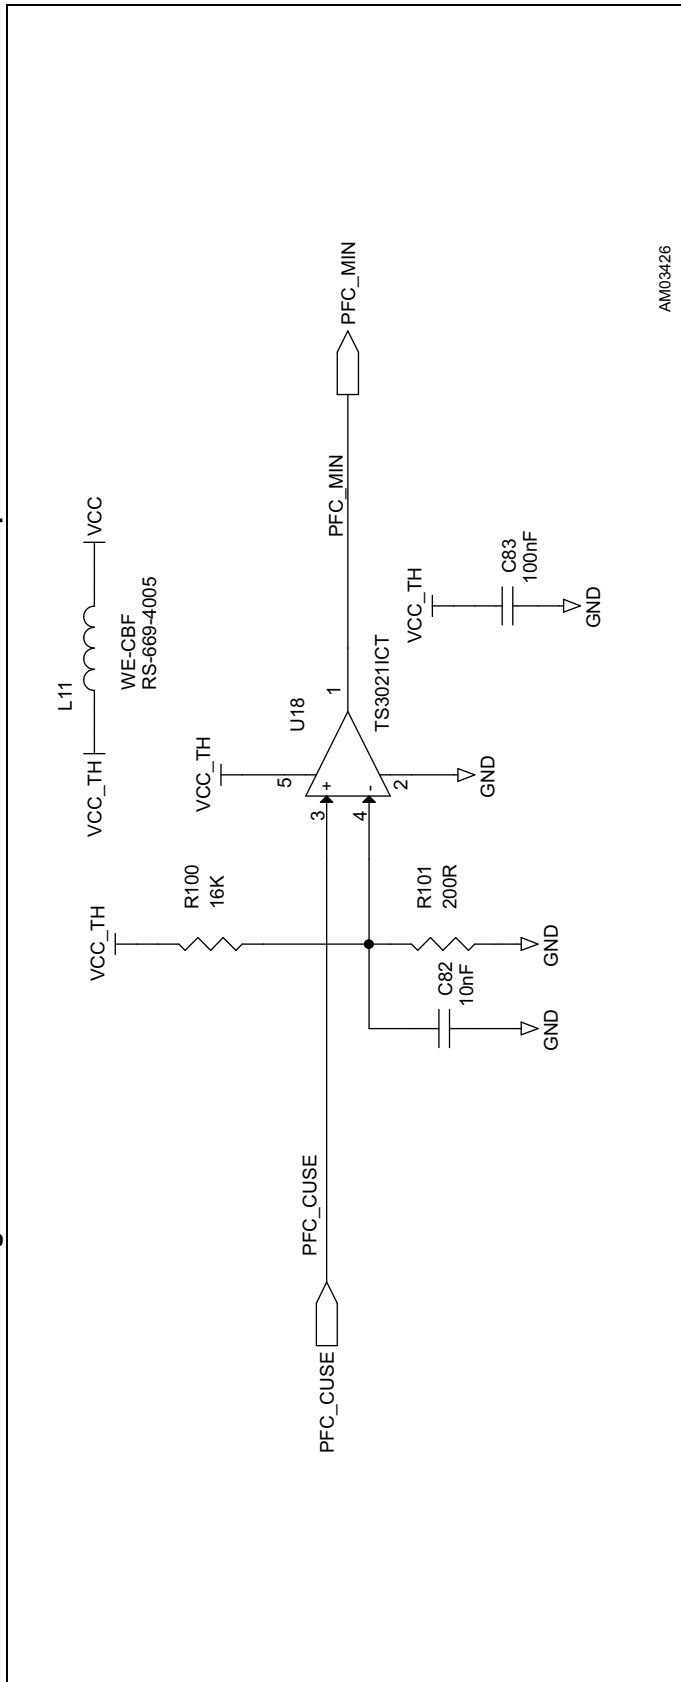 L11
VCC_TH
VCC
WE-CBF
RS-669-4005
VCC_TH
R100
16K
VCC_TH
U18
5
3
+
1
4
-
2
TS3021ICT
GND
PFC_CUSE
PFC_CUSE
PFC_MIN
PFC_MIN
C82
10nF
R101
200R
GND
GND
VCC_TH
C83
100nF
GND
AM03426